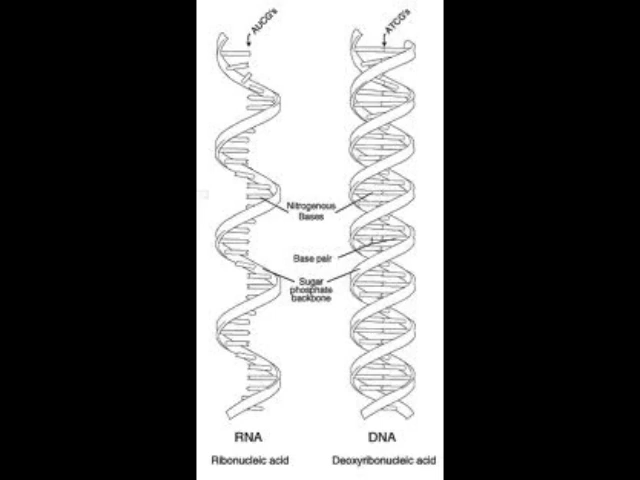 AUCG's
ATCG's
Nitrogenous
Bases
Base pair
Sugar
phosphate
backbone
RNA
DNA
Ribonucleic acid
Deoxyribonucleic acid